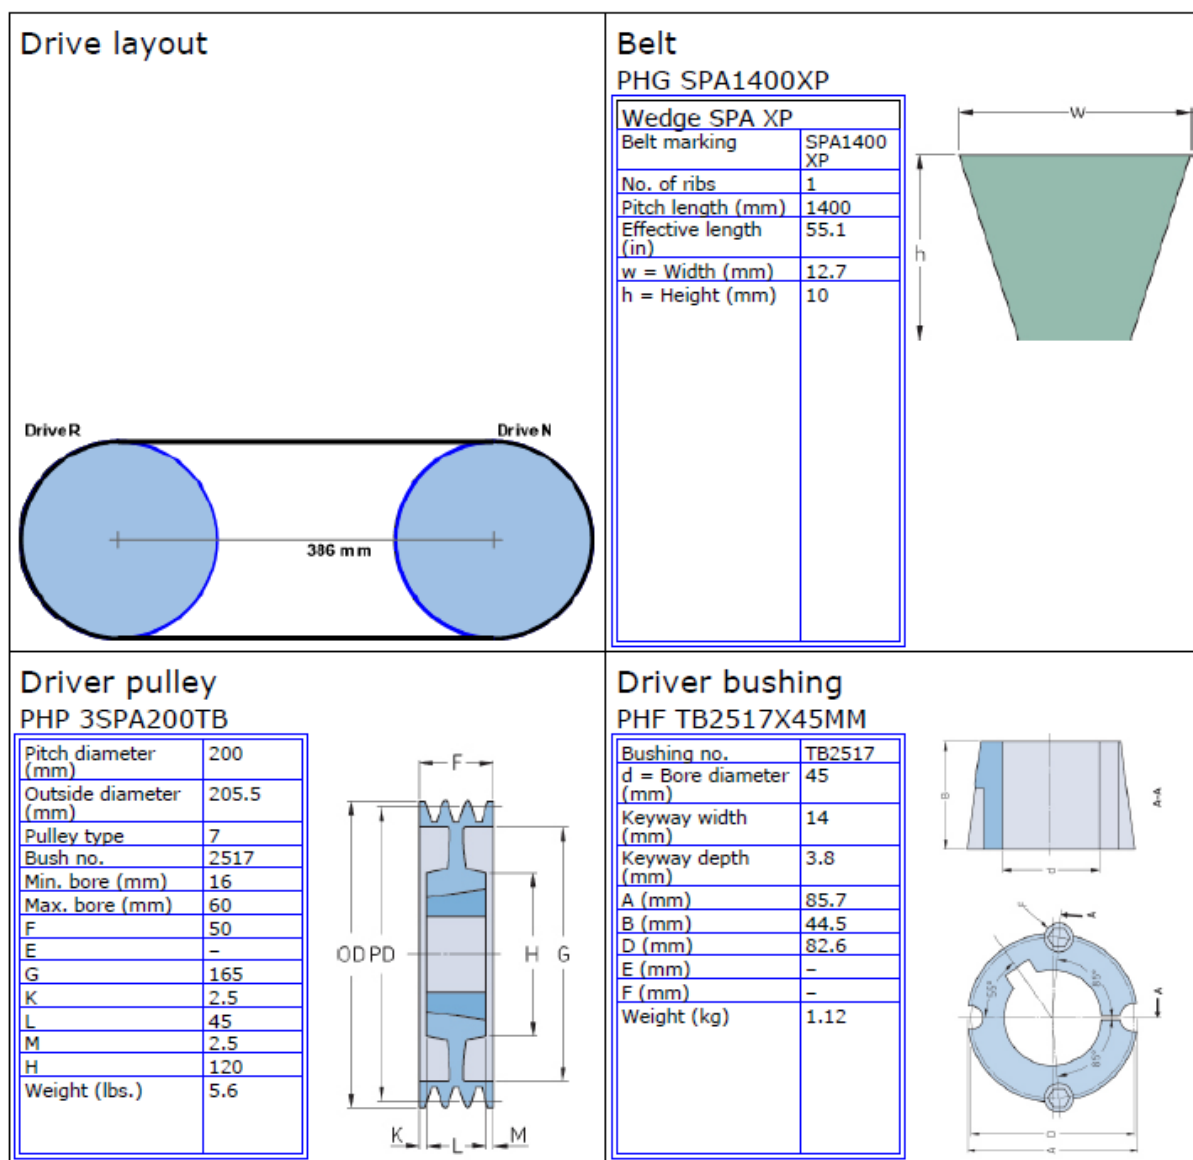 Drive layout
DriveR
DriveN
386 mm
Belt
PHG SPA1400XP
Wedge SPA XP
Belt marking SPA1400
XP
No. of ribs 1
Pitch length (mm) 1400
Effective length 55.1
(in)
w = Width (mm) 12.7
h = Height (mm) 10
w
h
Driver pulley
PHP 3SPA200TB
Pitch diameter 200
(mm)
Outside diameter 205.5
(mm)
Pulley type 7
Bush no. 2517
Min. bore (mm) 16
Max. bore (mm) 60
F 50
E –
G 165
K 2.5
L 45
M 2.5
H 120
Weight (lbs.) 5.6
F
OD PD H G
K L M
Driver bushing
PHF TB2517X45MM
Bushing no. TB2517
d = Bore diameter 45
(mm)
Keyway width 14
(mm)
Keyway depth 3.8
(mm)
A (mm) 85.7
B (mm) 44.5
D (mm) 82.6
E (mm) –
F (mm) –
Weight (kg) 1.12
B
A-A
d
F
A
55°
85°
A
85°
D
A